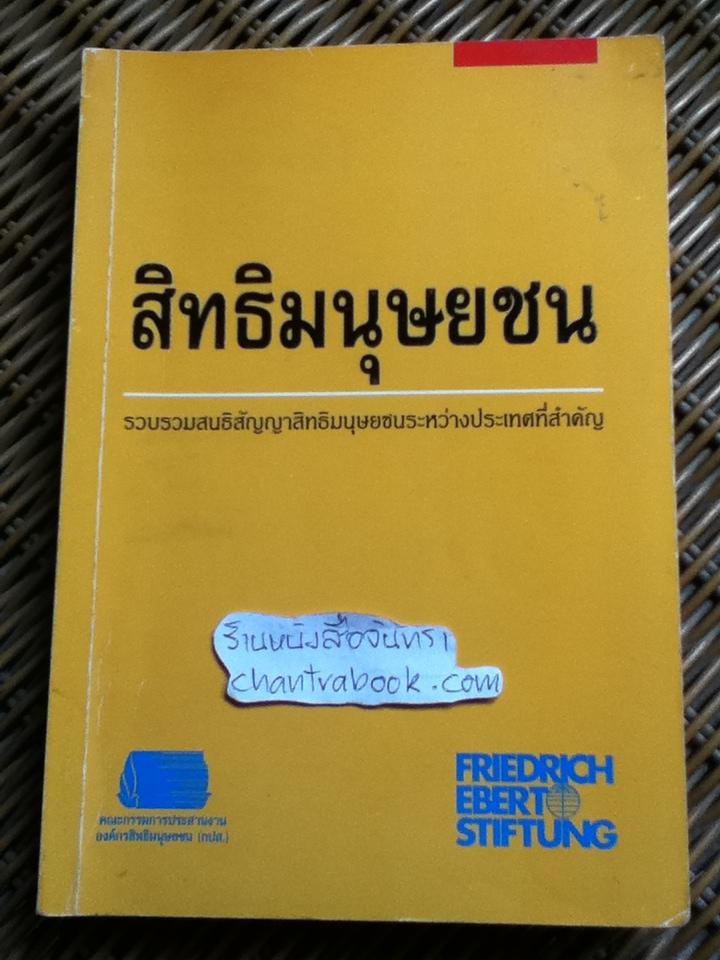 สิทธิมนุษยชน
รวบรวมสนธิสัญญาสิทธิมนุษยชนระหว่างประเทศที่สำคัญ
ร้านหนังสือจันทรา
chantrabook.com
คณะกรรมการประสานงาน
องค์กรสิทธิมนุษยชน (กปส.)
FRIEDRICH
EBERT
STIFTUNG